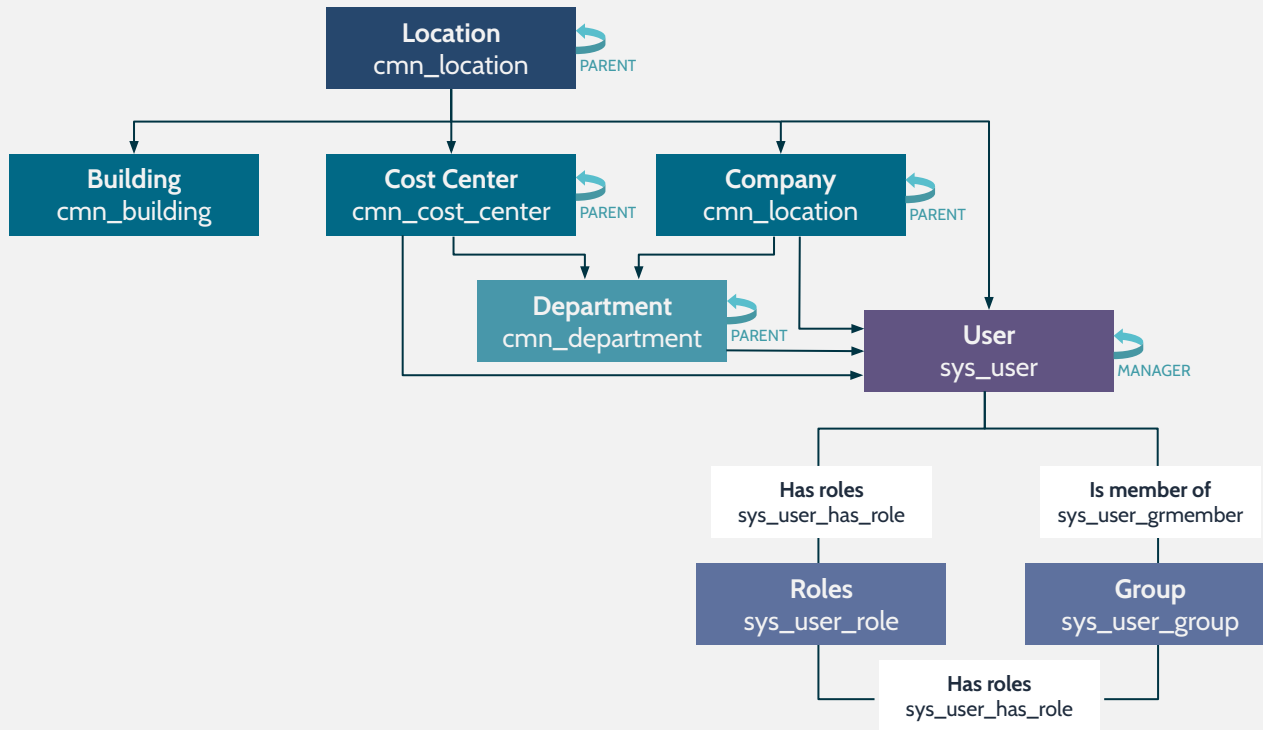 Location
cmn_location
PARENT
Building
cmn_building
Cost Center
cmn_cost_center
PARENT
Company
cmn_location
PARENT
Department
cmn_department
PARENT
User
sys_user
MANAGER
Has roles
sys_user_has_role
Is member of
sys_user_grmember
Roles
sys_user_role
Group
sys_user_group
Has roles
sys_user_has_role